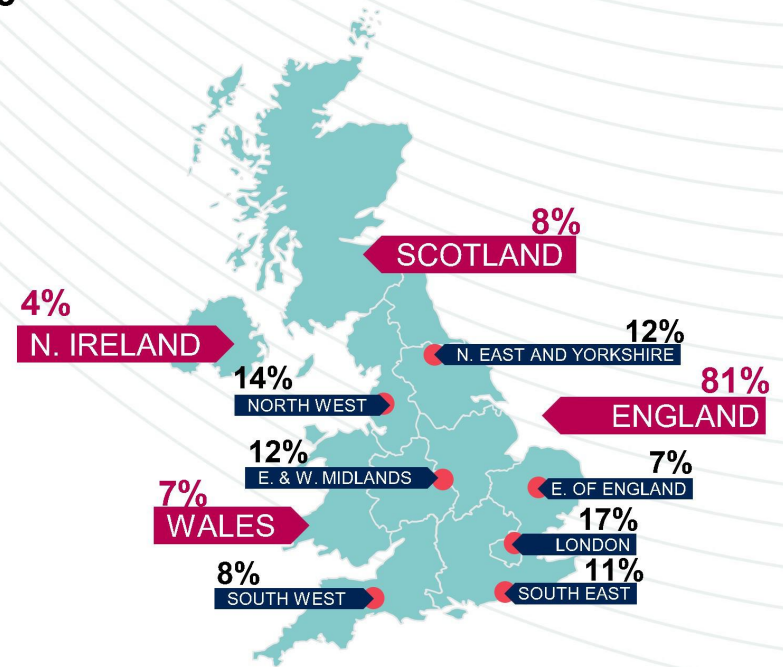 8%
SCOTLAND
4%
N. IRELAND
12%
N. EAST AND YORKSHIRE
14%
NORTH WEST
81%
ENGLAND
12%
E. & W. MIDLANDS
7%
E. OF ENGLAND
7%
WALES
17%
LONDON
8%
SOUTH WEST
11%
SOUTH EAST